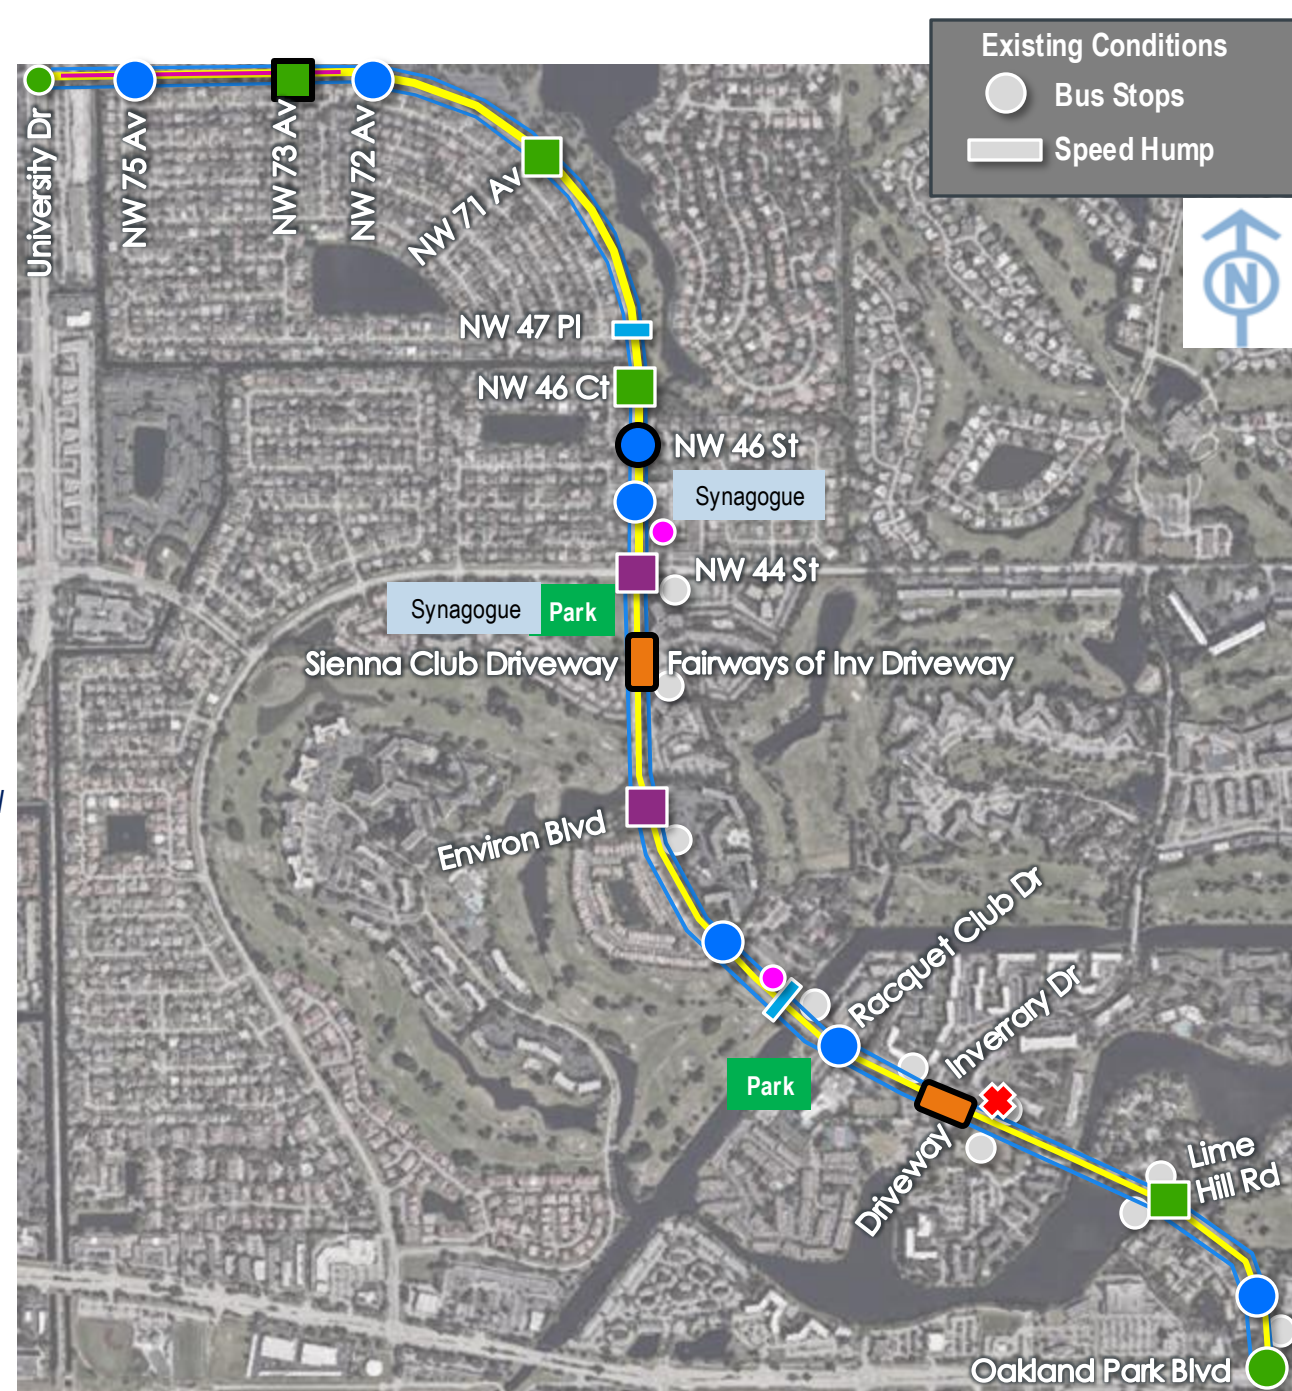 Existing Conditions
Bus Stops
Speed Hump
N
University Dr
NW 75 Av
NW 73 Av
NW 72 Av
NW 71 Av
NW 47 Pl
NW 46 Ct
NW 46 St
Synagogue
NW 44 St
Synagogue
Park
Sienna Club Driveway
Fairways of Inv Driveway
Environ Blvd
Racquet Club Dr
Inverrary Dr
Park
Driveway
Lime
Hill Rd
Oakland Park Blvd